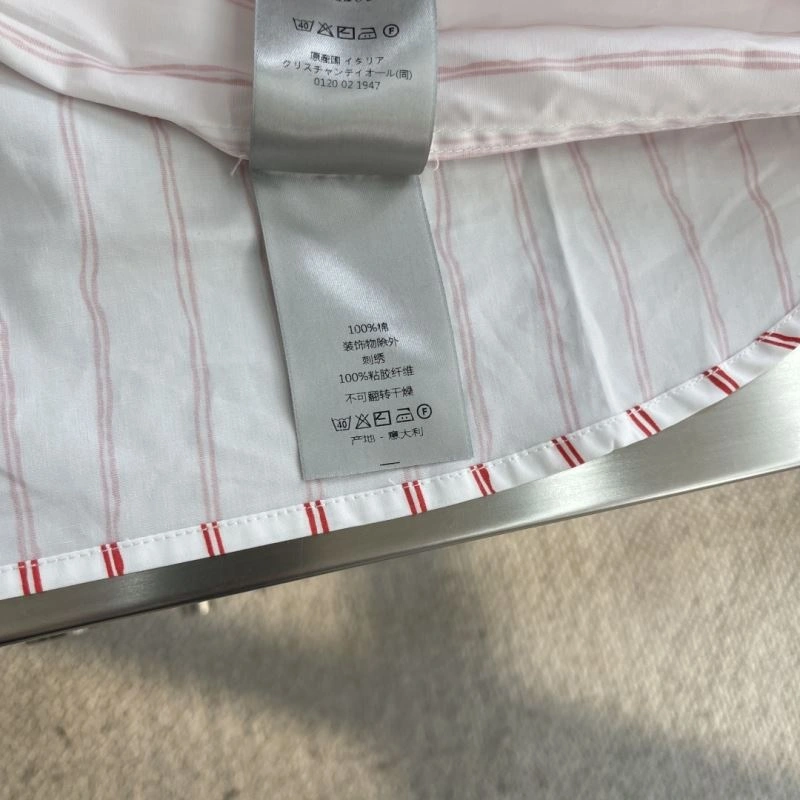 40 F
原産国 イタリア
クリスチャンディオール(同)
0120 02 1947
100%棉
装饰物除外
刺绣
100%粘胶纤维
不可翻转干燥
40 F
产地 - 意大利